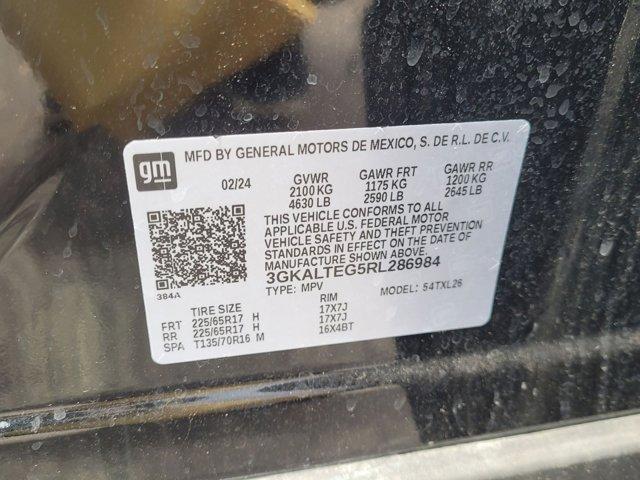 MFD BY GENERAL MOTORS DE MEXICO, S. DE R.L. DE C.V.
gm
02/24 GVWR GAWR FRT GAWR RR
2100 KG 1175 KG 1200 KG
4630 LB 2590 LB 2645 LB
THIS VEHICLE CONFORMS TO ALL
APPLICABLE U.S. FEDERAL MOTOR
VEHICLE SAFETY AND THEFT PREVENTION
STANDARDS IN EFFECT ON THE DATE OF
MANUFACTURE SHOWN ABOVE.
3GKALTEG5RL286984
384A
TYPE: MPV MODEL: 54TXL26
TIRE SIZE RIM
FRT 225/65R17 H 17X7J
RR 225/65R17 H 17X7J
SPA T135/70R16 M 16X4BT